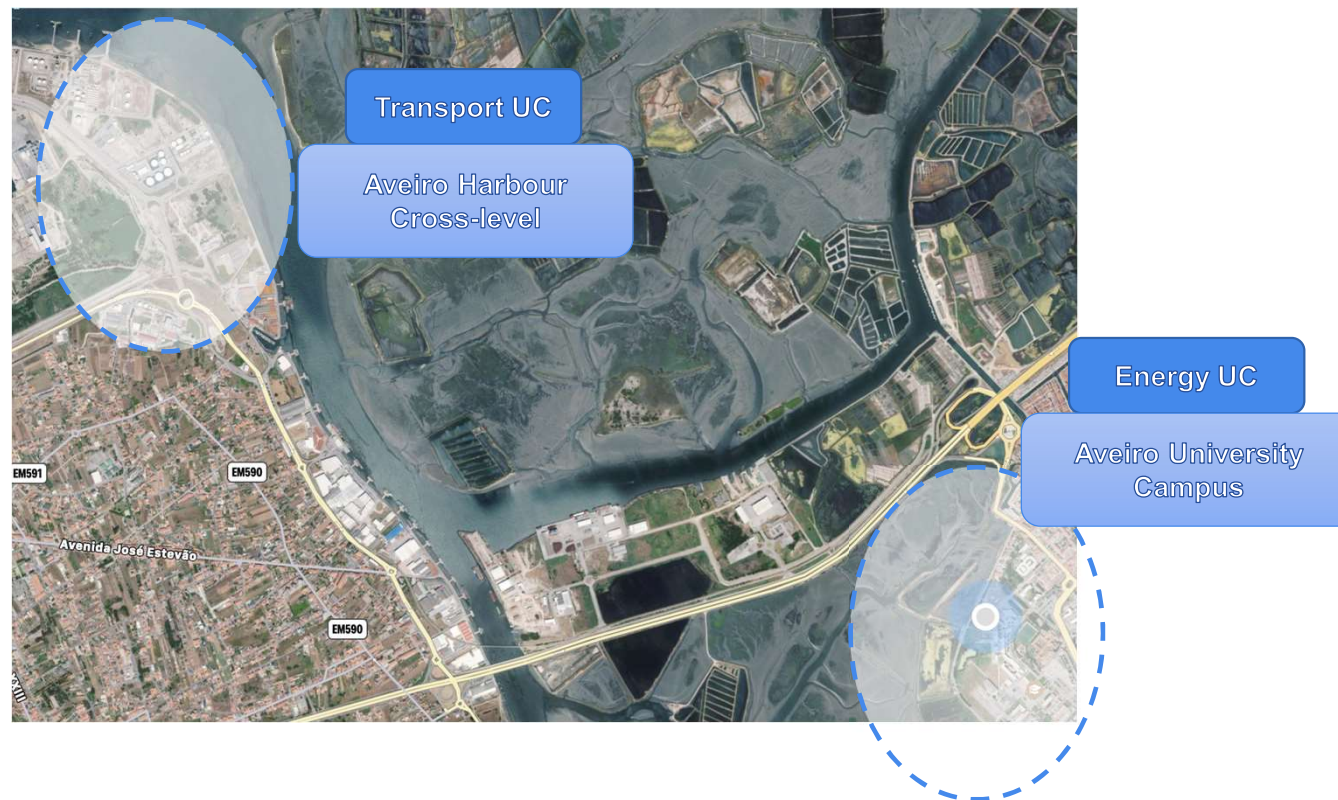 Transport UC
Aveiro Harbour
Cross-level
Energy UC
Aveiro University
Campus
EM591
EM590
Avenida José Estevão
EM590